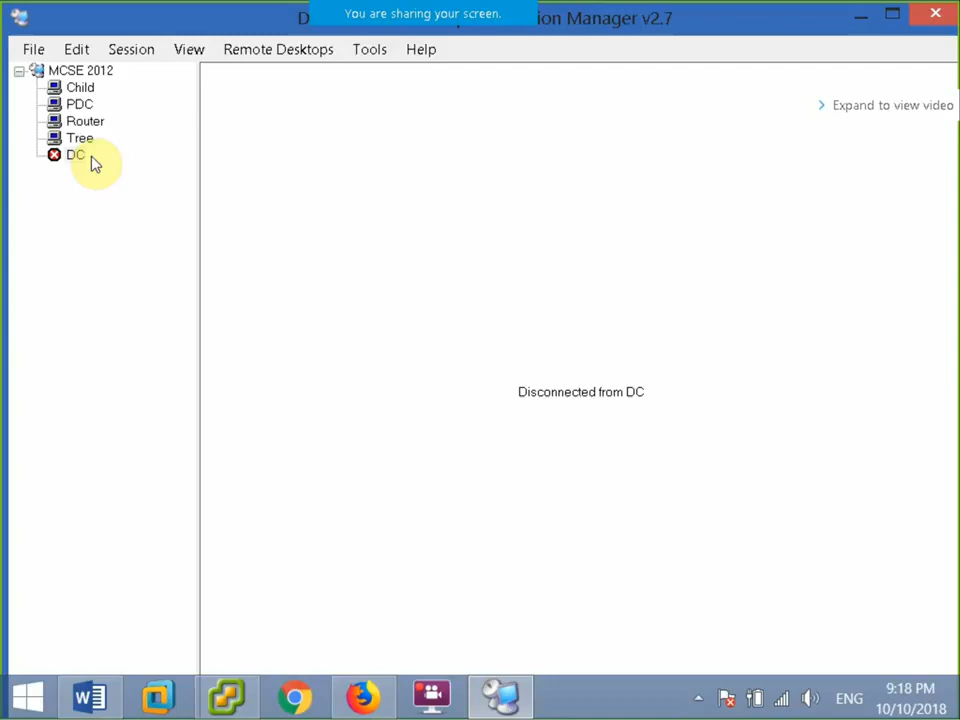 You are sharing your screen.
D
ion Manager v2.7
File Edit Session View Remote Desktops Tools Help
MCSE 2012
Child
PDC
Router
Tree
DC
Expand to view video
Disconnected from DC
ENG
9:18 PM
10/10/2018